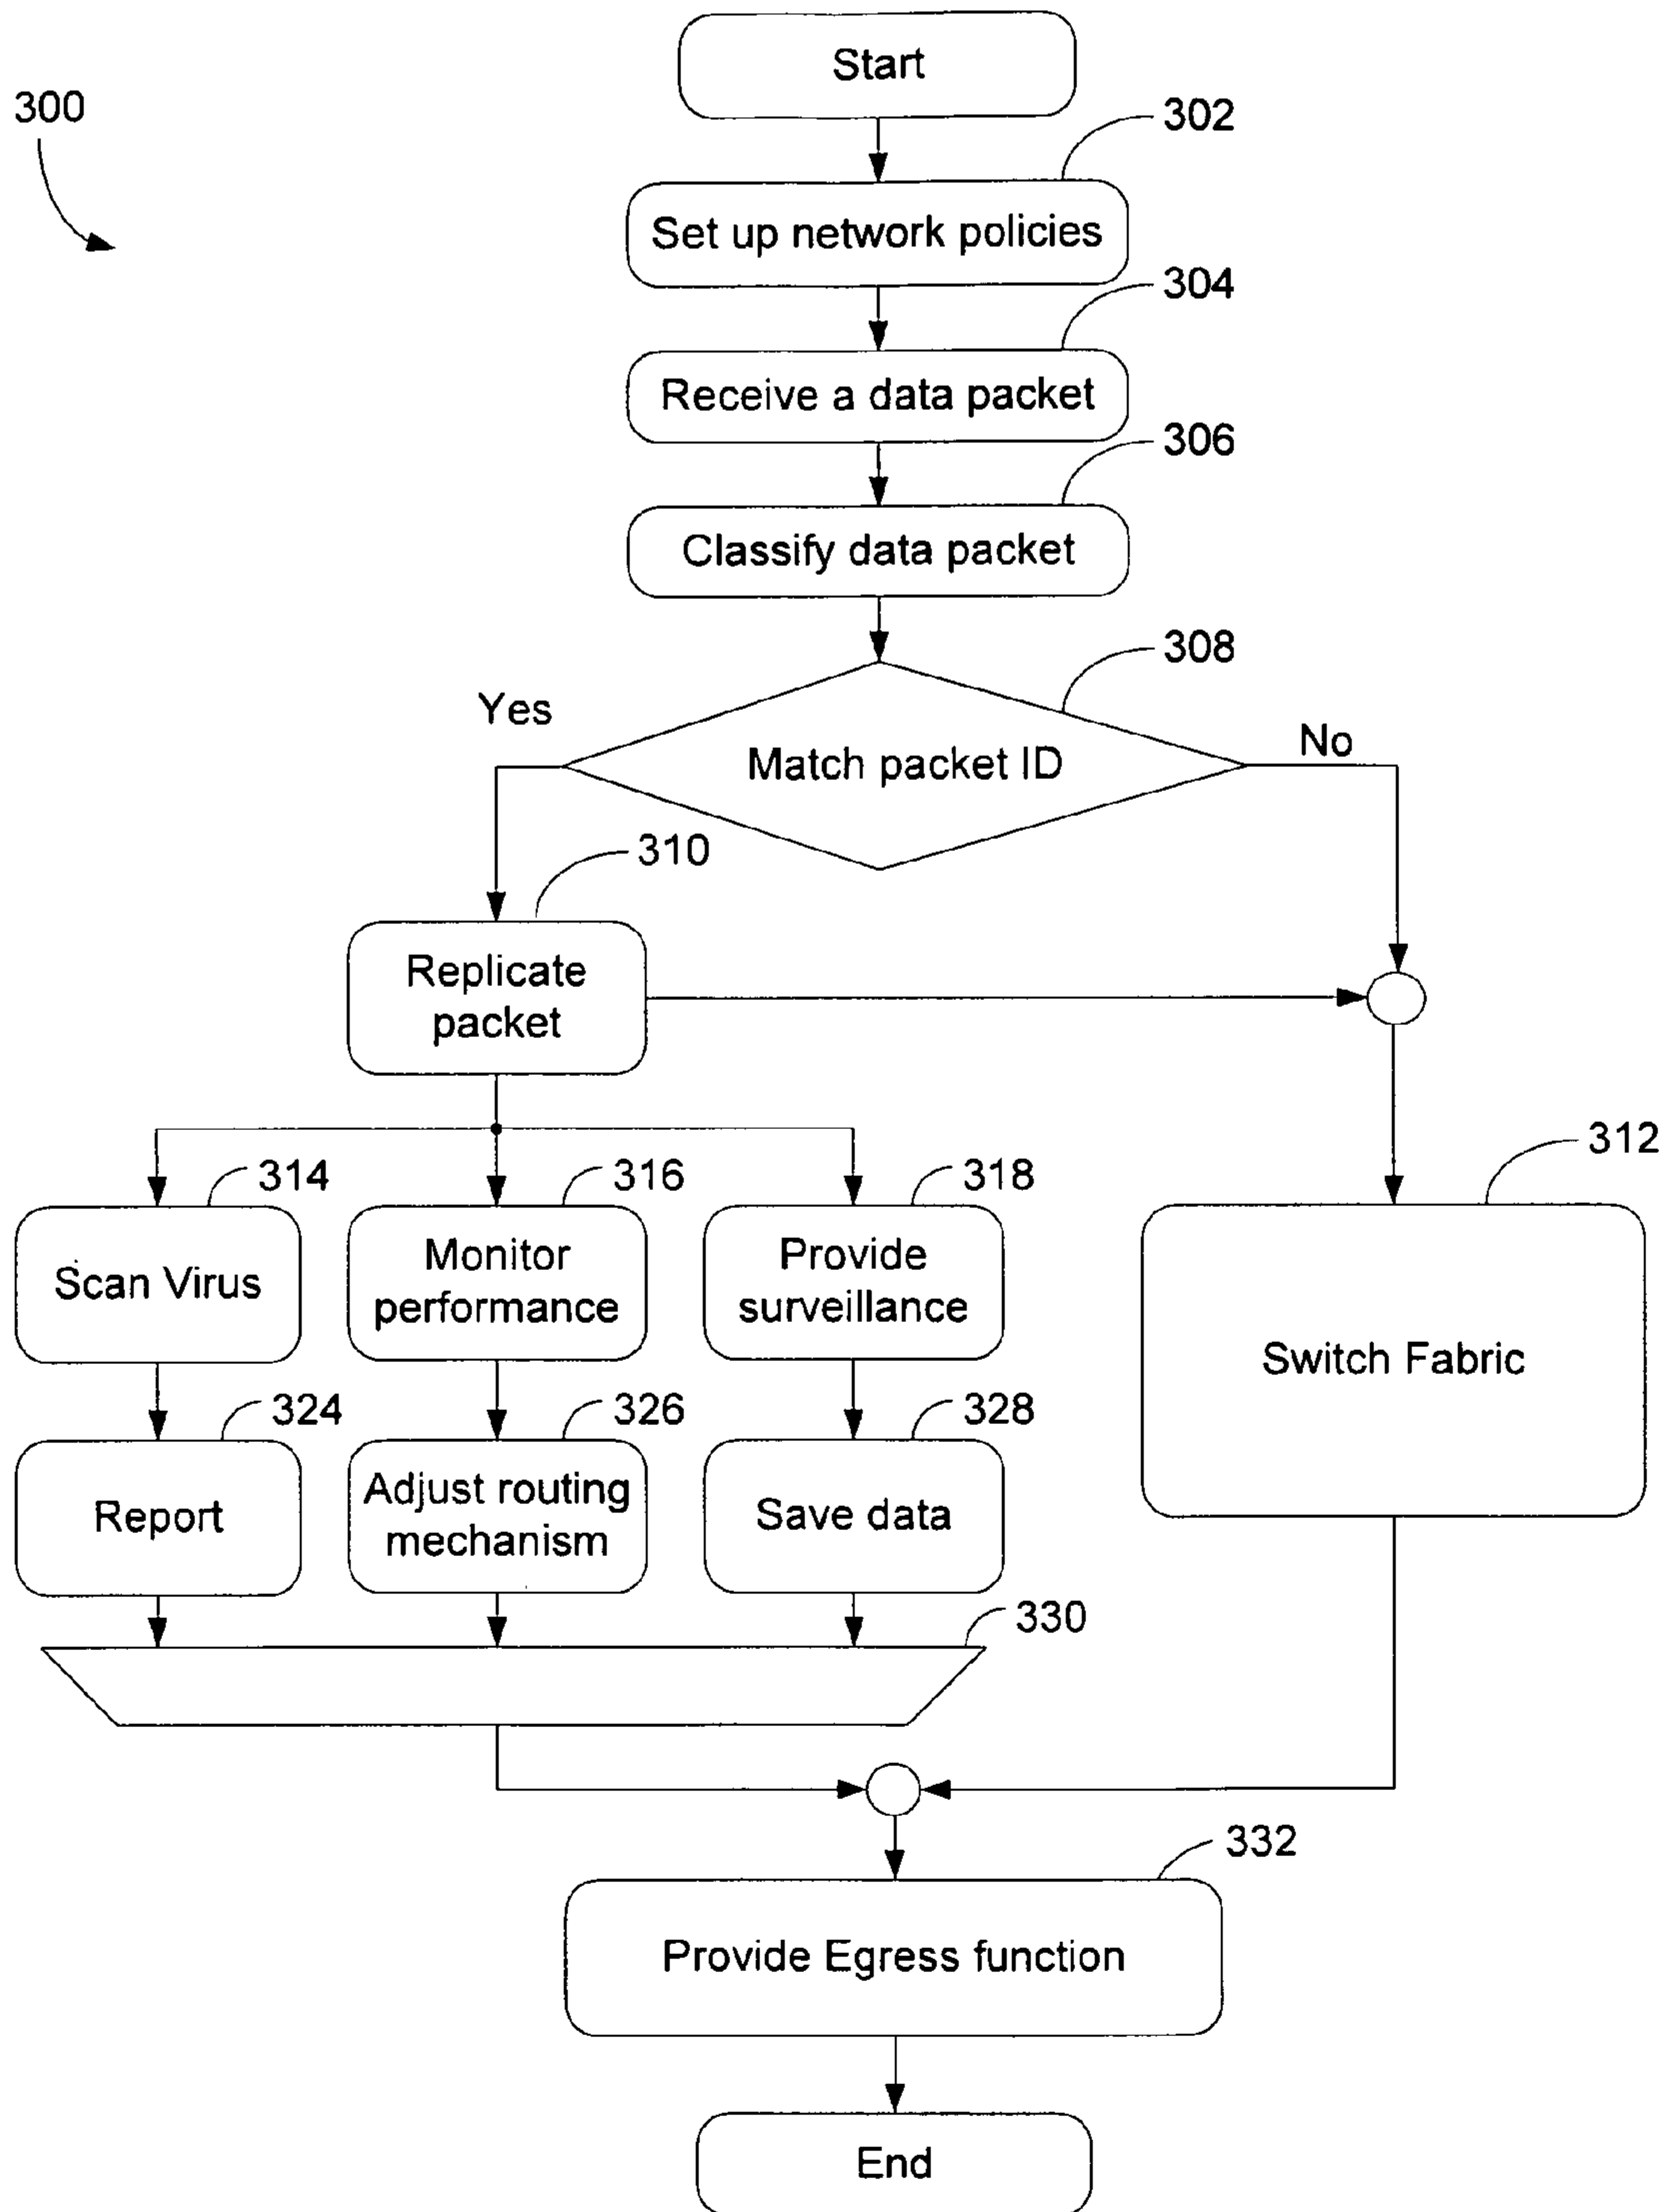 Start
300
302
Set up network policies
304
Receive a data packet
306
Classify data packet
308
Yes
No
Match packet ID
310
Replicate
packet
312
314
316
318
Scan Virus
Monitor
performance
Provide
surveillance
Switch Fabric
324
326
328
Report
Adjust routing
mechanism
Save data
330
332
Provide Egress function
End